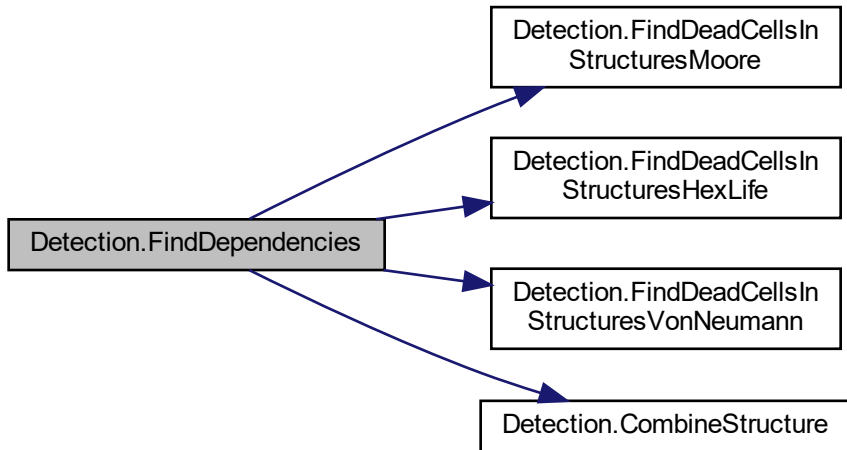 Detection.FindDeadCellsIn
StructuresMoore
Detection.FindDeadCellsIn
StructuresHexLife
Detection.FindDependencies
Detection.FindDeadCellsIn
StructuresVonNeumann
Detection.CombineStructure